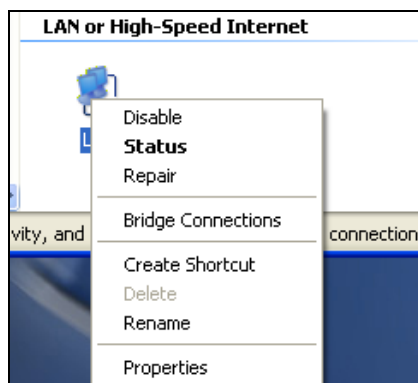 LAN or High-Speed Internet
L
Disable
Status
Repair
Bridge Connections
vity, and
connection
Create Shortcut
Delete
Rename
Properties